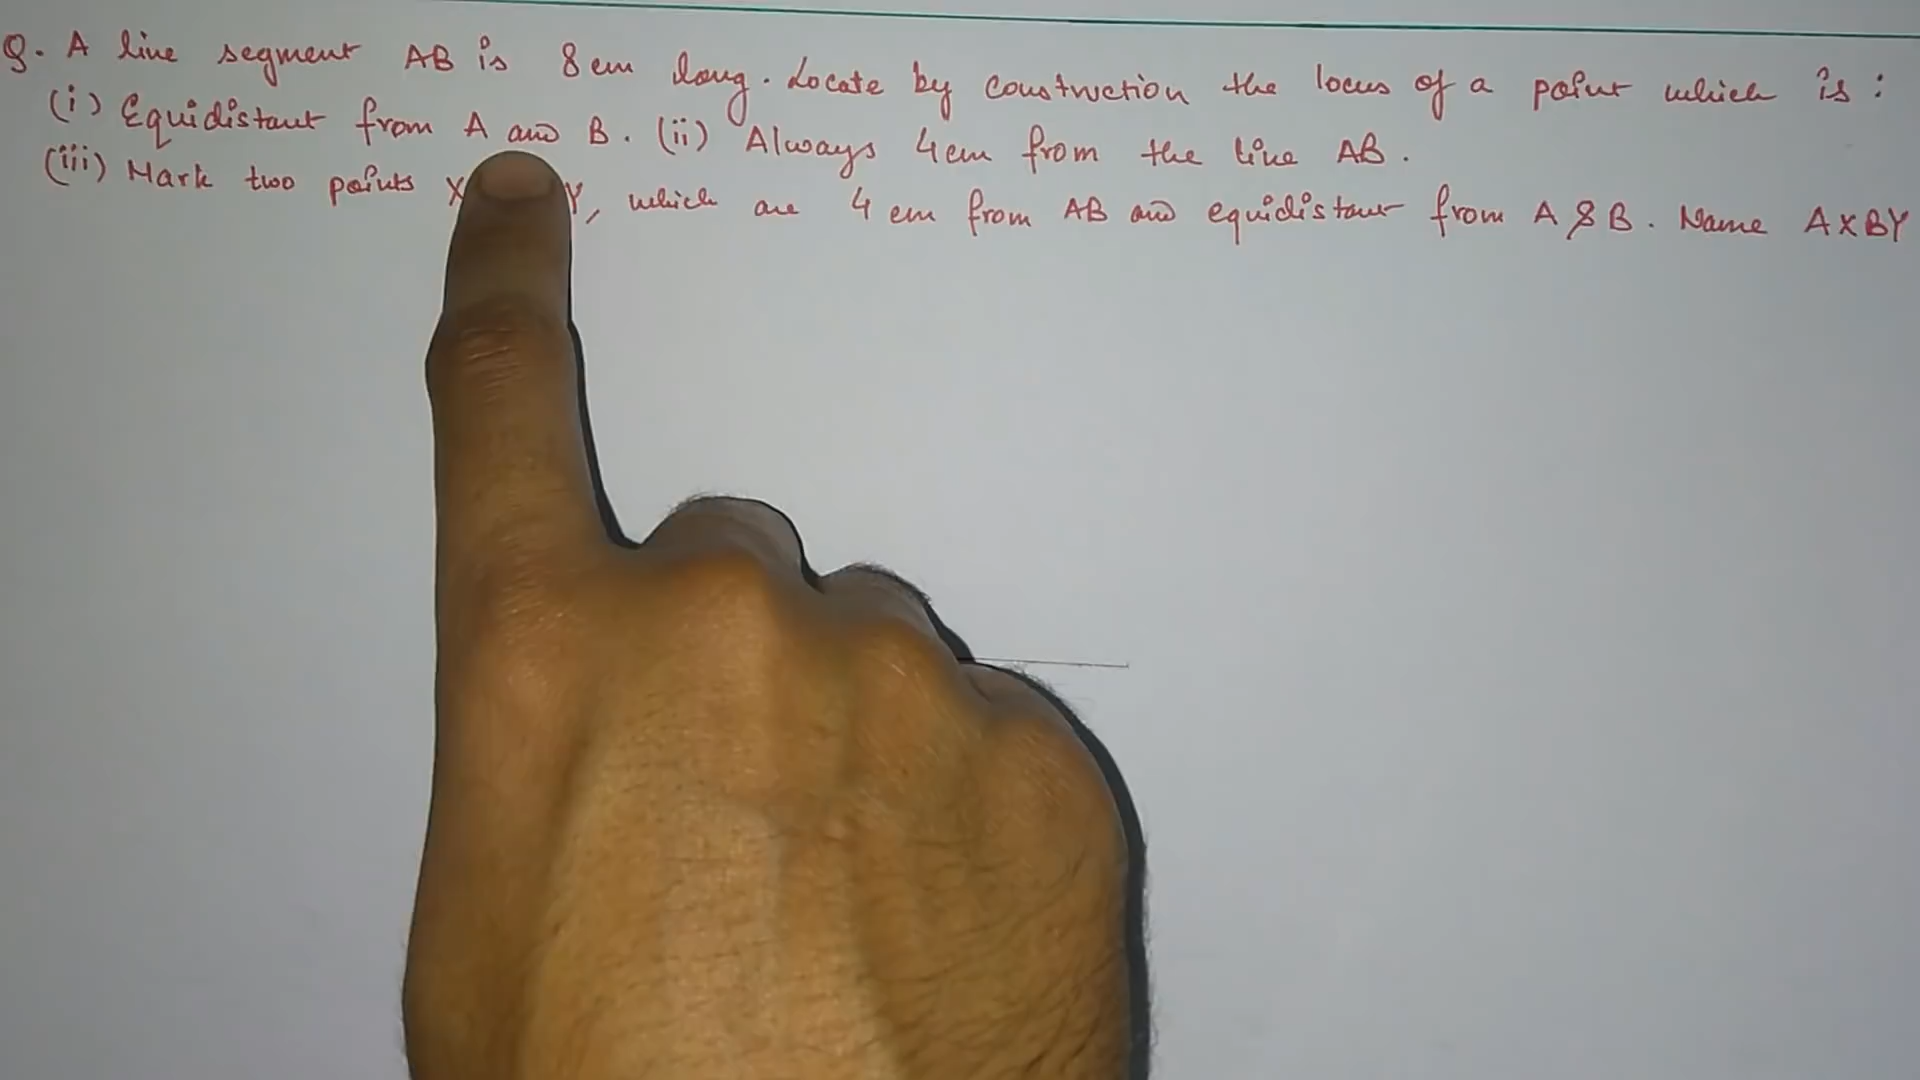 Q. A line segment AB is 8 cm long. Locate by construction the locus of a point which is :
(i) Equidistant from A and B. (ii) Always 4cm from the line AB.
(iii) Mark two points X Y, which are 4 cm from AB and equidistant from A & B. Name AXBY